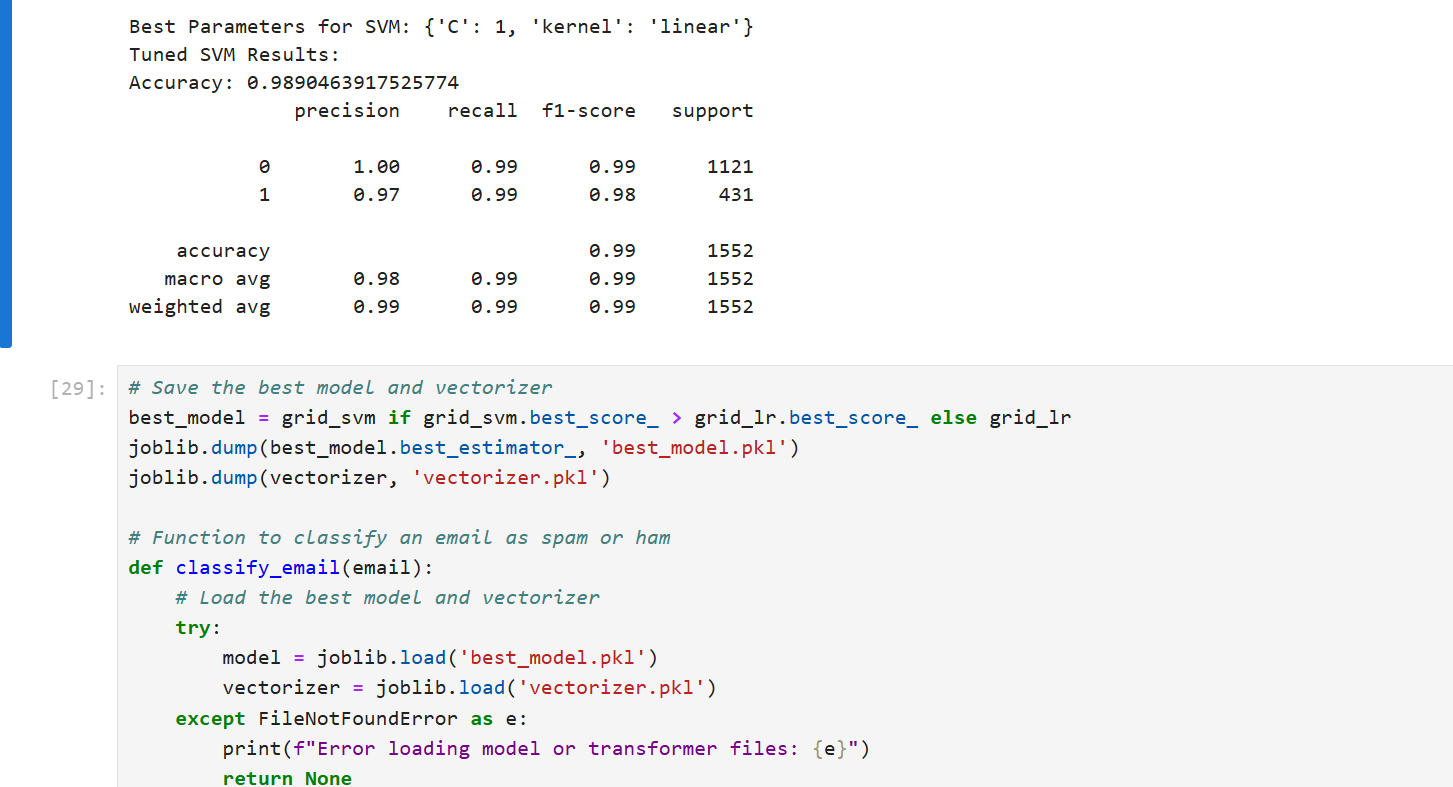 Best Parameters for SVM: {'C': 1, 'kernel': 'linear'}
Tuned SVM Results:
Accuracy: 0.9890463917525774
              precision    recall  f1-score   support

           0       1.00      0.99      0.99      1121
           1       0.97      0.99      0.98       431

    accuracy                           0.99      1552
   macro avg       0.98      0.99      0.99      1552
weighted avg       0.99      0.99      0.99      1552

[29]:
# Save the best model and vectorizer
best_model = grid_svm if grid_svm.best_score_ > grid_lr.best_score_ else grid_lr
joblib.dump(best_model.best_estimator_, 'best_model.pkl')
joblib.dump(vectorizer, 'vectorizer.pkl')

# Function to classify an email as spam or ham
def classify_email(email):
    # Load the best model and vectorizer
    try:
        model = joblib.load('best_model.pkl')
        vectorizer = joblib.load('vectorizer.pkl')
    except FileNotFoundError as e:
        print(f"Error loading model or transformer files: {e}")
        return None